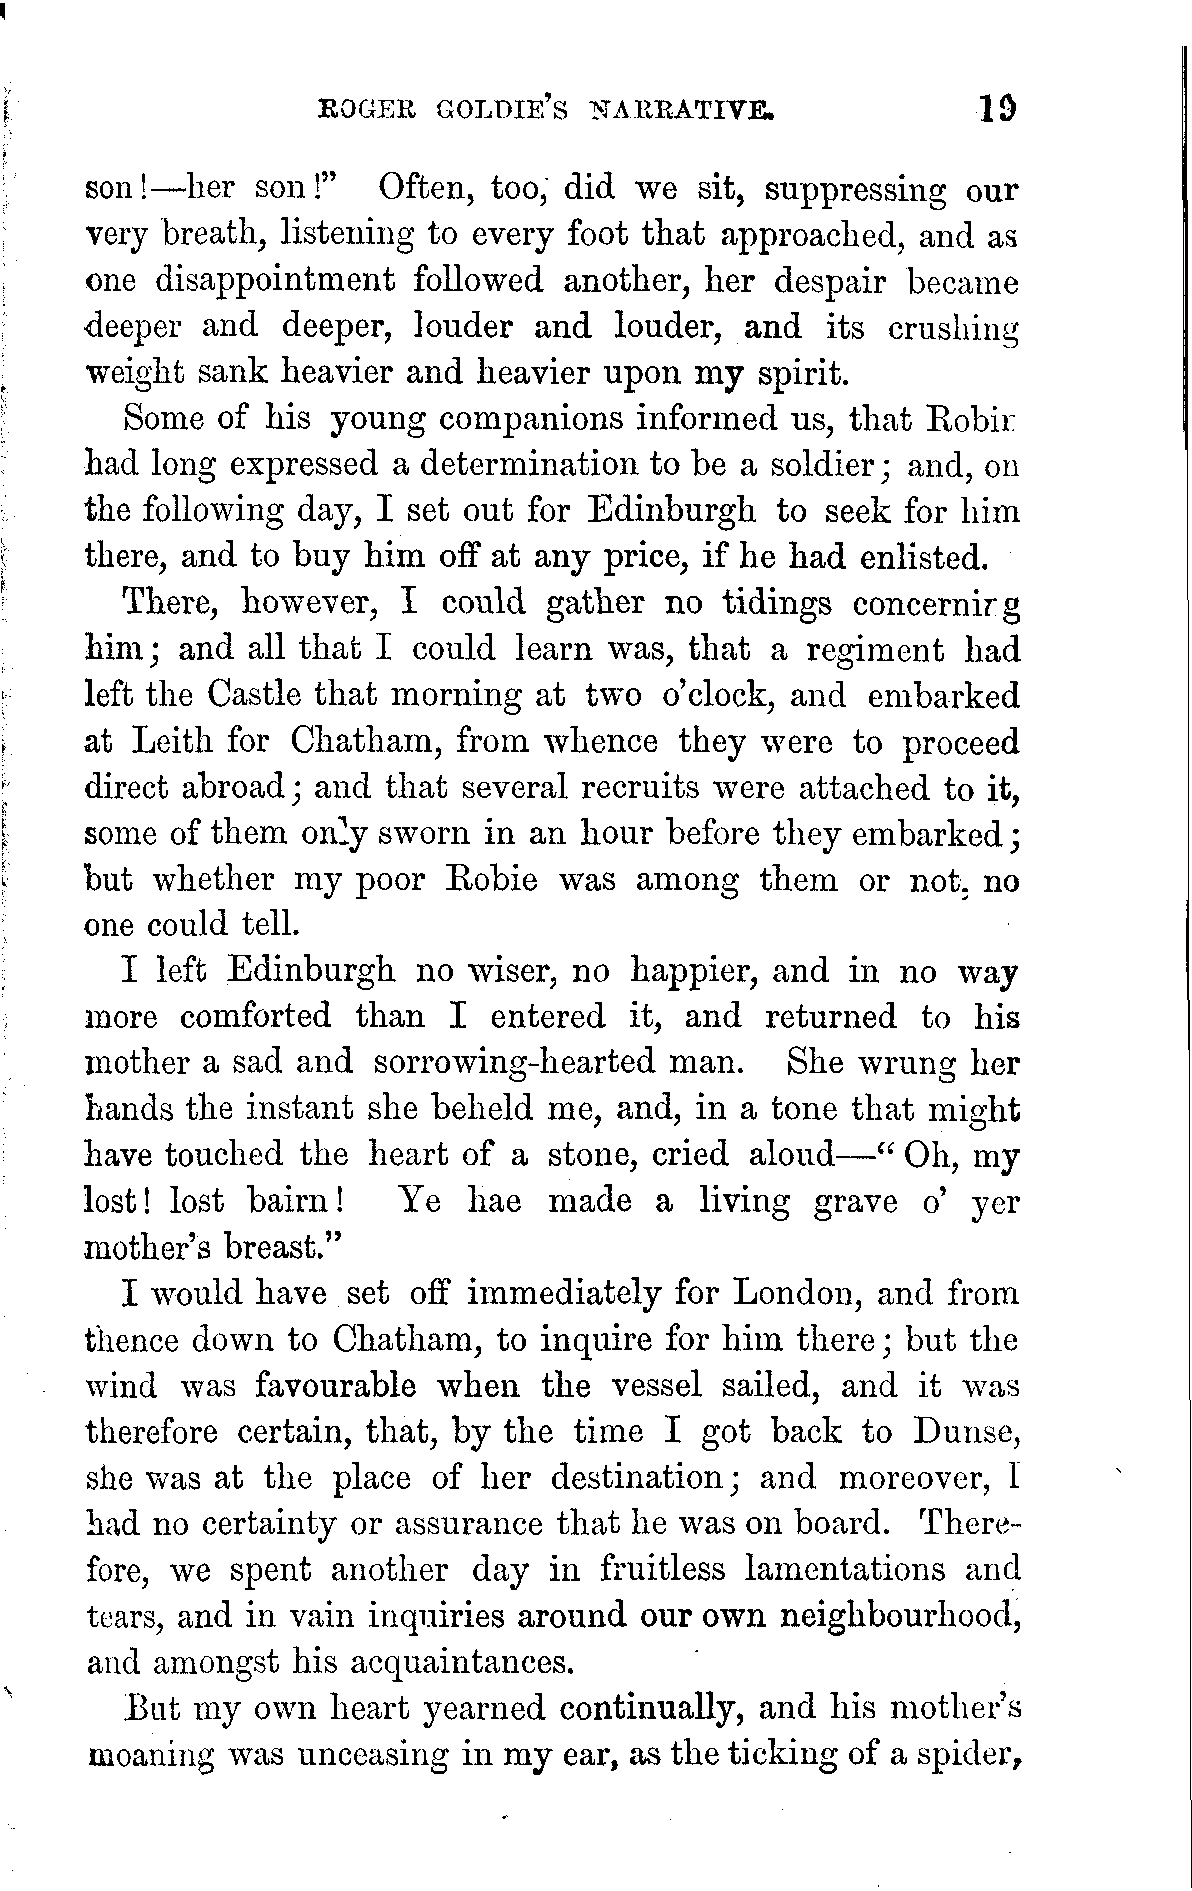 ROGER GOLDIE'S NARRATIVE. 19
son!—her son!" Often, too, did we sit, suppressing our
very breath, listening to every foot that approached, and as
one disappointment followed another, her despair became
deeper and deeper, louder and louder, and its crushing
weight sank heavier and heavier upon my spirit.
Some of his young companions informed us, that Robin
had long expressed a determination to be a soldier; and, on
the following day, I set out for Edinburgh to seek for him
there, and to buy him off at any price, if he had enlisted.
There, however, I could gather no tidings concerning
him; and all that I could learn was, that a regiment had
left the Castle that morning at two o'clock, and embarked
at Leith for Chatham, from whence they were to proceed
direct abroad; and that several recruits were attached to it,
some of them only sworn in an hour before they embarked;
but whether my poor Robie was among them or not, no
one could tell.
I left Edinburgh no wiser, no happier, and in no way
more comforted than I entered it, and returned to his
mother a sad and sorrowing-hearted man. She wrung her
hands the instant she beheld me, and, in a tone that might
have touched the heart of a stone, cried aloud—"Oh, my
lost! lost bairn! Ye hae made a living grave o' yer
mother's breast."
I would have set off immediately for London, and from
thence down to Chatham, to inquire for him there; but the
wind was favourable when the vessel sailed, and it was
therefore certain, that, by the time I got back to Dunse,
she was at the place of her destination; and moreover, I
had no certainty or assurance that he was on board. There-
fore, we spent another day in fruitless lamentations and
tears, and in vain inquiries around our own neighbourhood,
and amongst his acquaintances.
But my own heart yearned continually, and his mother's
moaning was unceasing in my ear, as the ticking of a spider,